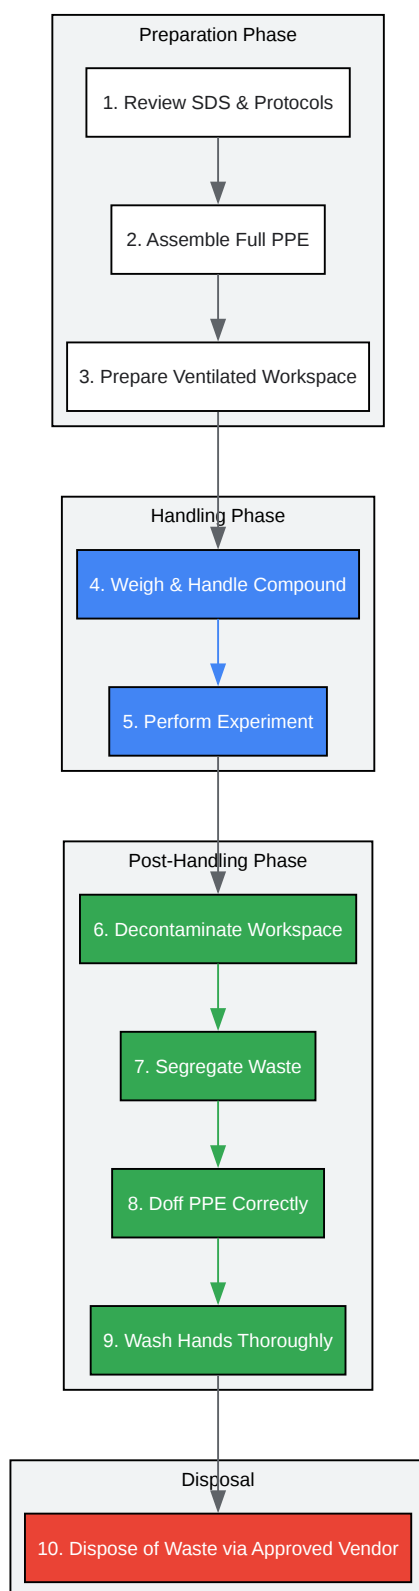 Preparation Phase
1. Review SDS & Protocols
2. Assemble Full PPE
3. Prepare Ventilated Workspace
Handling Phase
4. Weigh & Handle Compound
5. Perform Experiment
Post-Handling Phase
6. Decontaminate Workspace
7. Segregate Waste
8. Doff PPE Correctly
9. Wash Hands Thoroughly
Disposal
10. Dispose of Waste via Approved Vendor